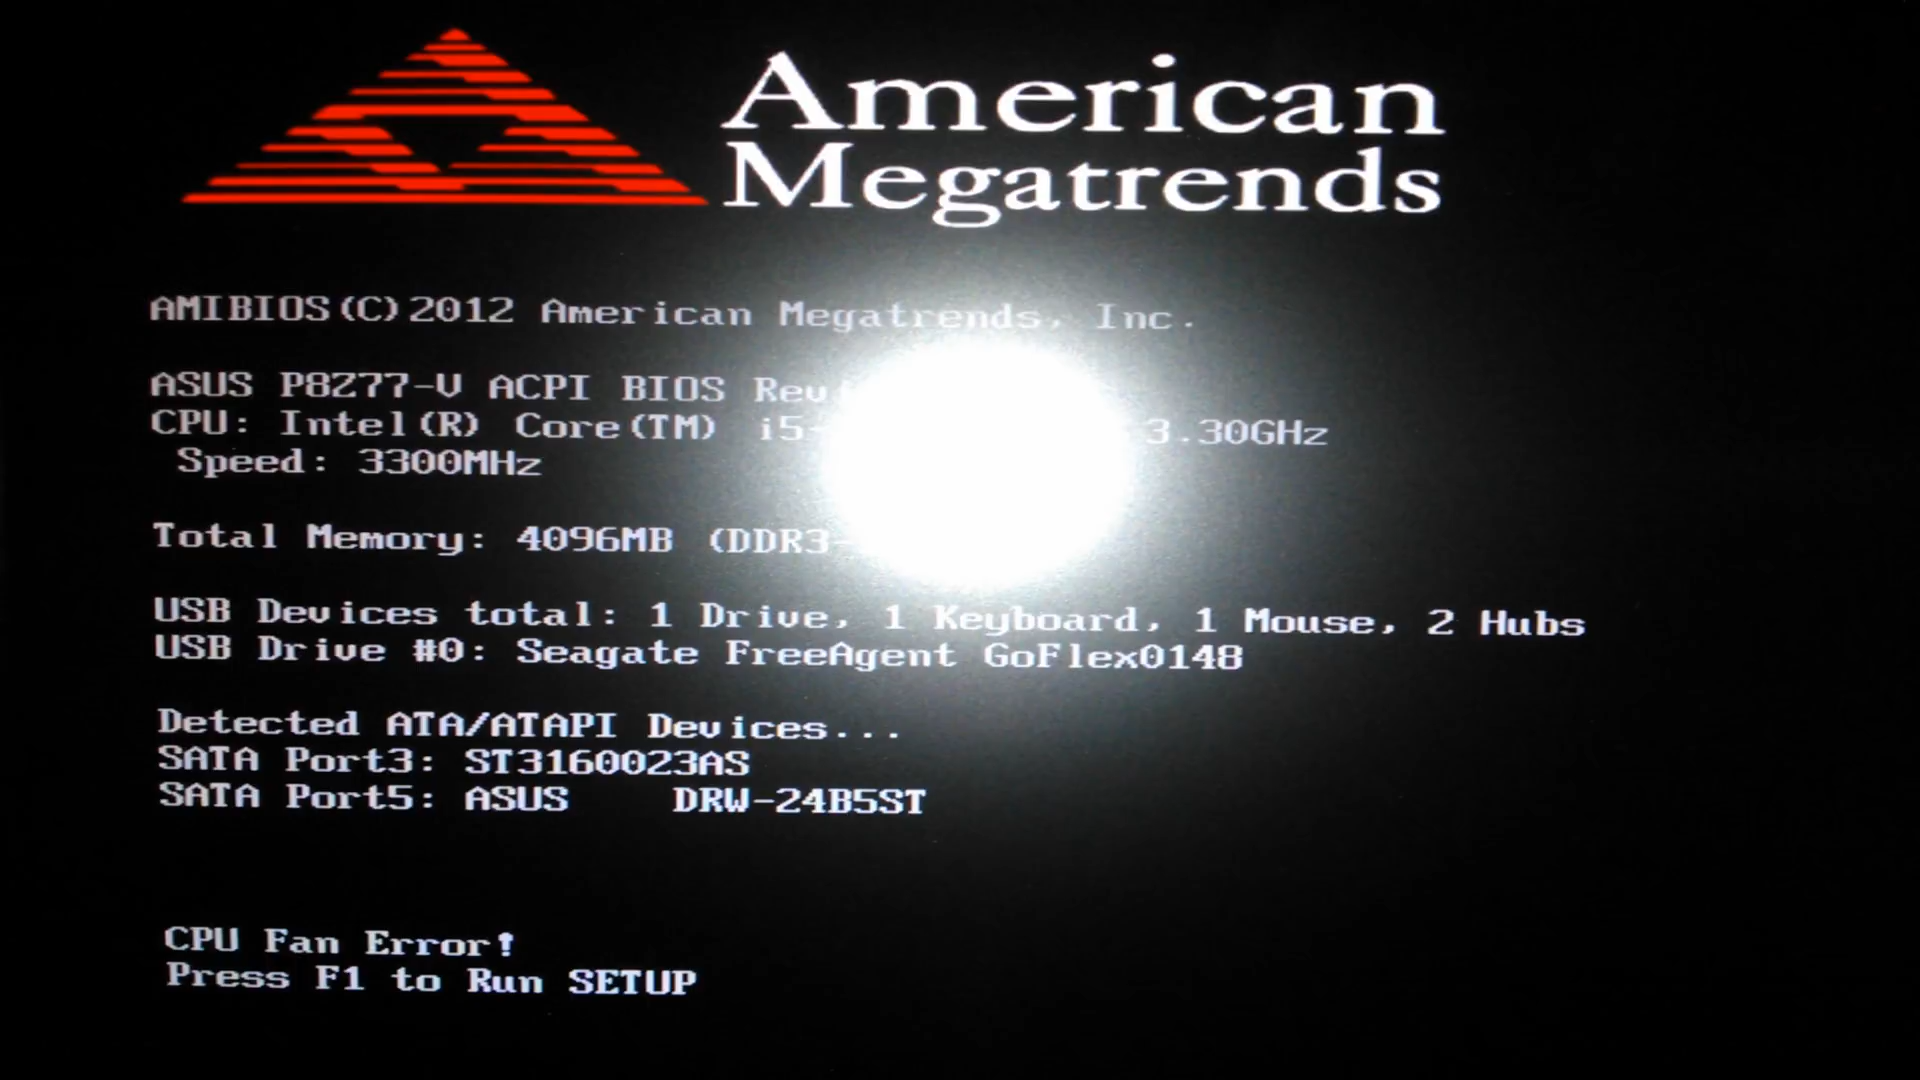 American
Megatrends
AMIBIOS(C)2012 American Megatrends, Inc.
ASUS P8Z77-V ACPI BIOS
CPU: Intel(R) Core(TM) 3.30GHz
Speed: 3300MHz
Total Memory: 4096MB
USB Devices total: 1 Drive, 1 Keyboard, 1 Mouse, 2 Hubs
USB Drive #0: Seagate FreeAgent GoFlex0148
Detected ATA/ATAPI Devices...
SATA Port3: ST3160023AS
SATA Port5: ASUS DRW-24B5ST
CPU Fan Error!
Press F1 to Run SETUP